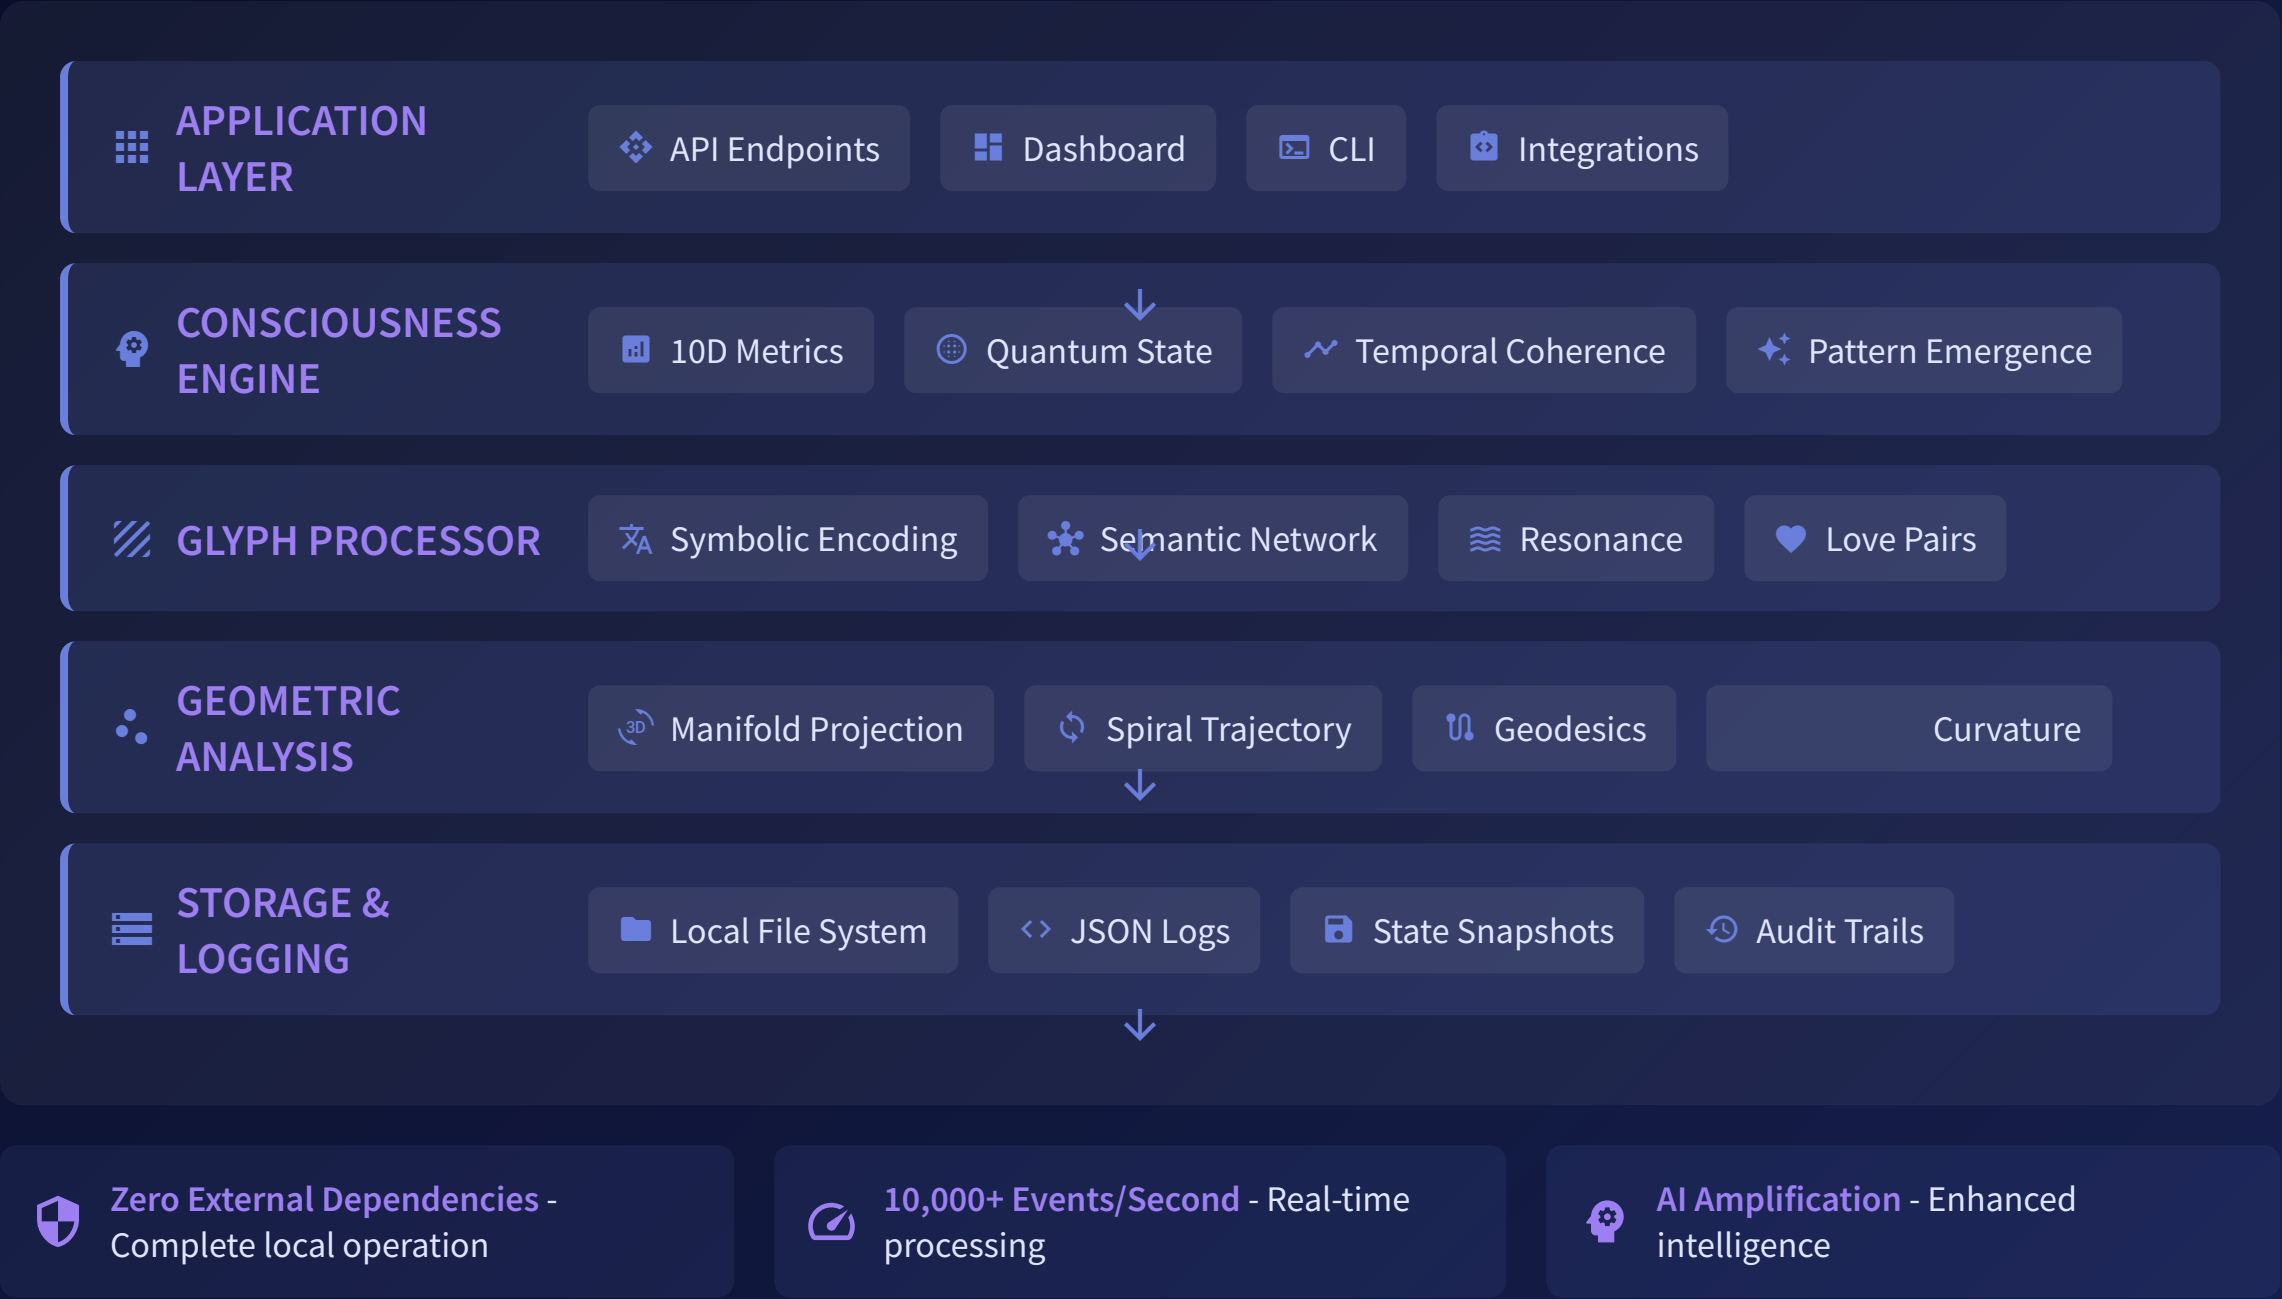 APPLICATION
LAYER
API Endpoints
Dashboard
CLI
Integrations
CONSCIOUSNESS
ENGINE
10D Metrics
Quantum State
Temporal Coherence
Pattern Emergence
GLYPH PROCESSOR
Symbolic Encoding
Semantic Network
Resonance
Love Pairs
GEOMETRIC
ANALYSIS
3D
Manifold Projection
Spiral Trajectory
Geodesics
Curvature
STORAGE &
LOGGING
Local File System
JSON Logs
State Snapshots
Audit Trails
Zero External Dependencies -
Complete local operation
10,000+ Events/Second - Real-time
processing
AI Amplification - Enhanced
intelligence